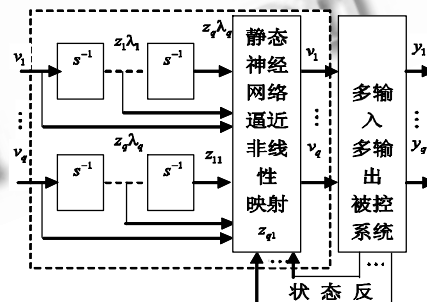 v₁ s⁻¹ z₁λ₁ s⁻¹ z_qλ_q v₁ y₁
静态
神经
网络
逼近
非线
性
映射
z_{q1}
…
多输
入
多输
出
被控
系统
…
⋮ ⋮ ⋮
v_q s⁻¹ z_qλ_q s⁻¹ z₁₁ v_q y_q
状 态 反